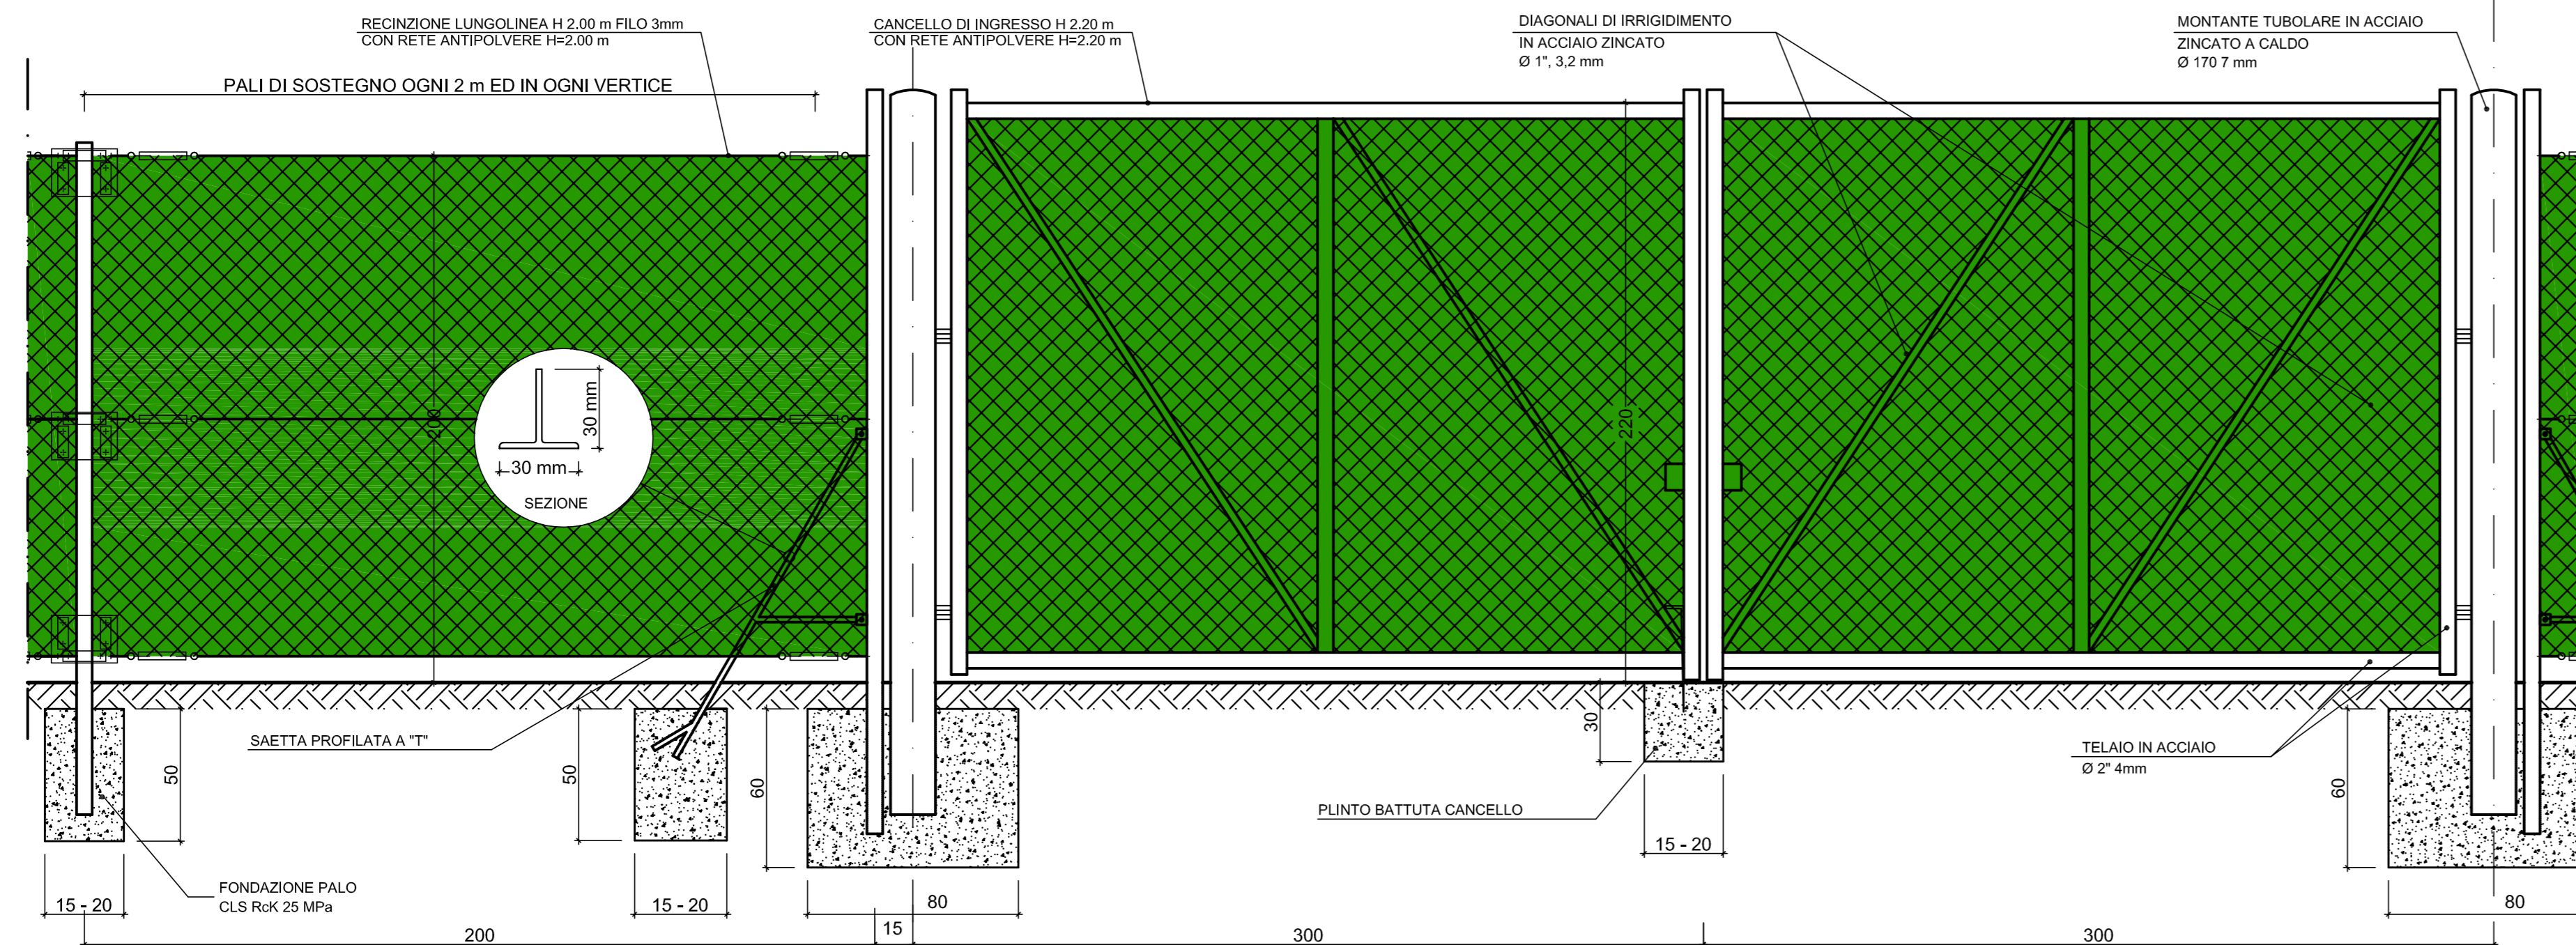 RECINZIONE LUNGOLINEA H 2.00 m FILO 3mm
CON RETE ANTIPOLVERE H=2.00 m
CANCELLO DI INGRESSO H 2.20 m
CON RETE ANTIPOLVERE H=2.20 m
DIAGONALI DI IRRIGIDIMENTO
IN ACCIAIO ZINCATO
Ø 1", 3,2 mm
MONTANTE TUBOLARE IN ACCIAIO
ZINCATO A CALDO
Ø 170 7 mm
PALI DI SOSTEGNO OGNI 2 m ED IN OGNI VERTICE
200
30 mm
30 mm
SEZIONE
220
SAETTA PROFILATA A "T"
50
50
60
30
PLINTO BATTUTA CANCELLO
TELAIO IN ACCIAIO
Ø 2" 4mm
60
FONDAZIONE PALO
CLS RcK 25 MPa
15 - 20
15 - 20
80
15 - 20
80
200
15
300
300